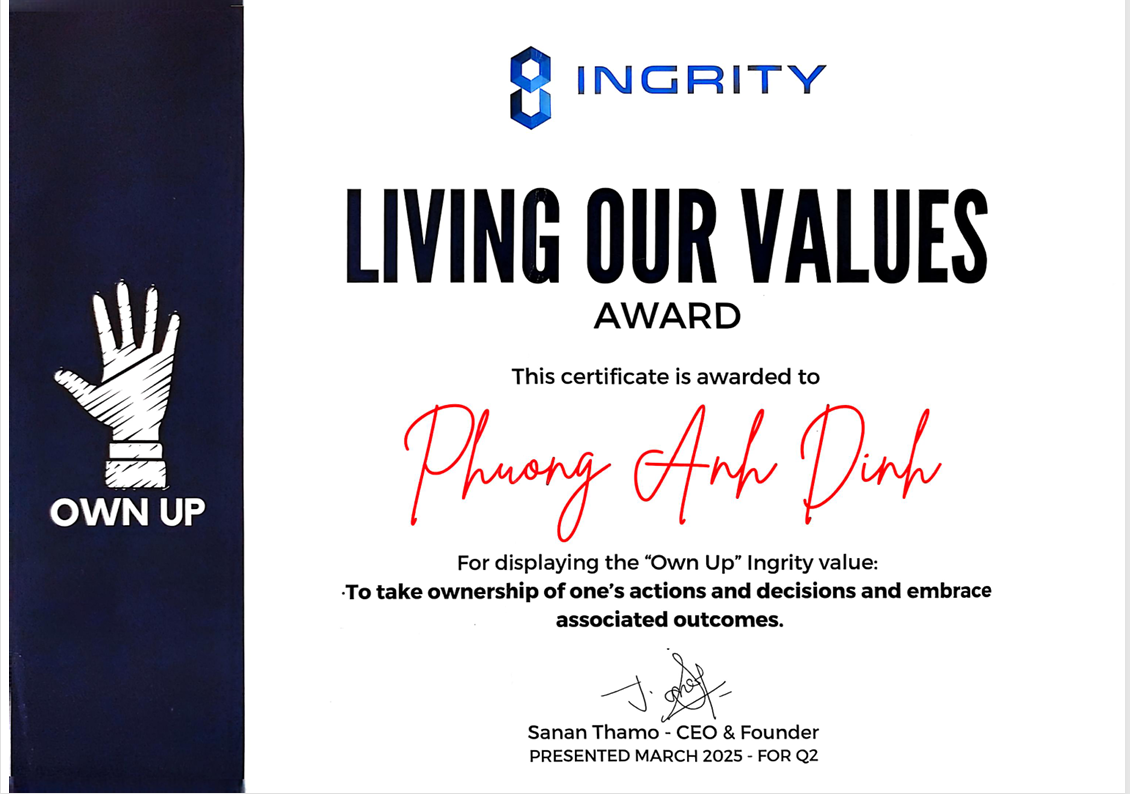 INGRITY
LIVING OUR VALUES
AWARD
This certificate is awarded to
Phuong Anh Dinh
For displaying the “Own Up” Ingrity value:
To take ownership of one’s actions and decisions and embrace
associated outcomes.
Sanan Thamo - CEO & Founder
PRESENTED MARCH 2025 - FOR Q2
OWN UP